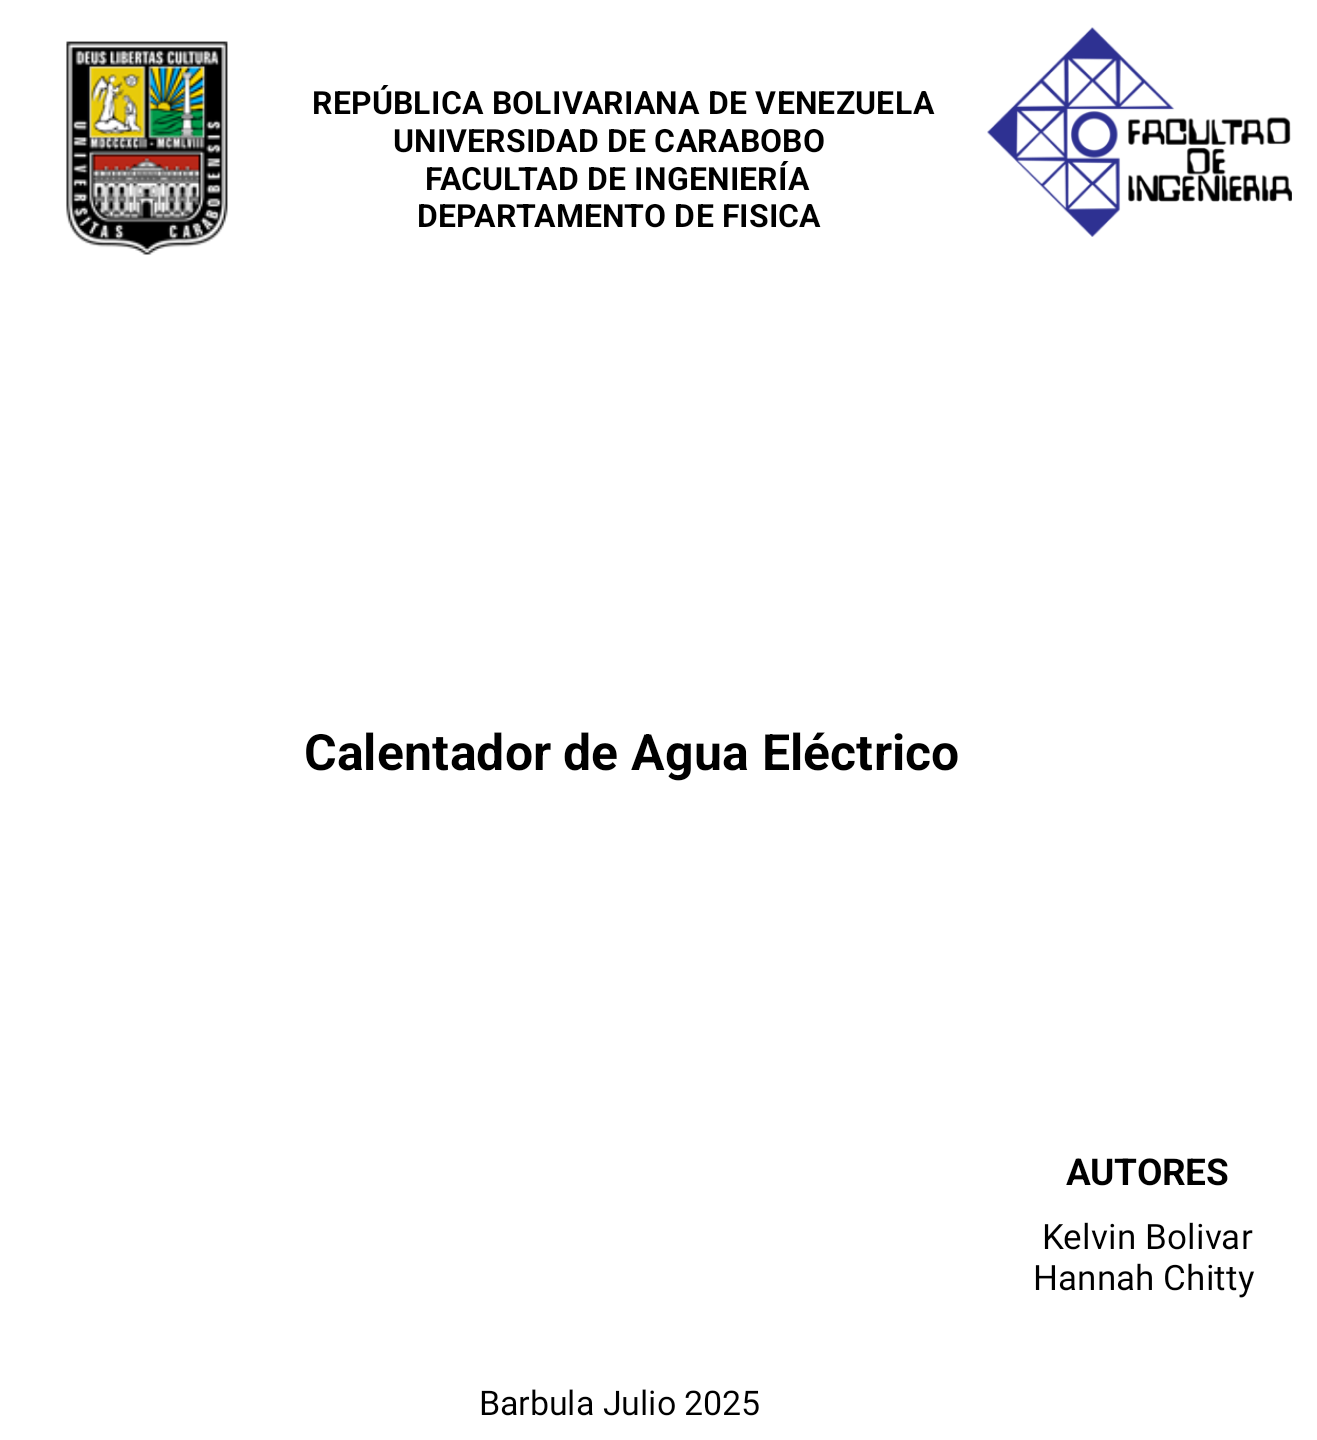 DEUS LIBERTAS CULTURA
MDCCCXCII - MCMLVIII
UNIVERSITAS CARABOBENSIS
REPÚBLICA BOLIVARIANA DE VENEZUELA
UNIVERSIDAD DE CARABOBO
FACULTAD DE INGENIERÍA
DEPARTAMENTO DE FISICA
FACULTAD
DE
INGENIERIA
Calentador de Agua Eléctrico
AUTORES
Kelvin Bolivar
Hannah Chitty
Barbula Julio 2025